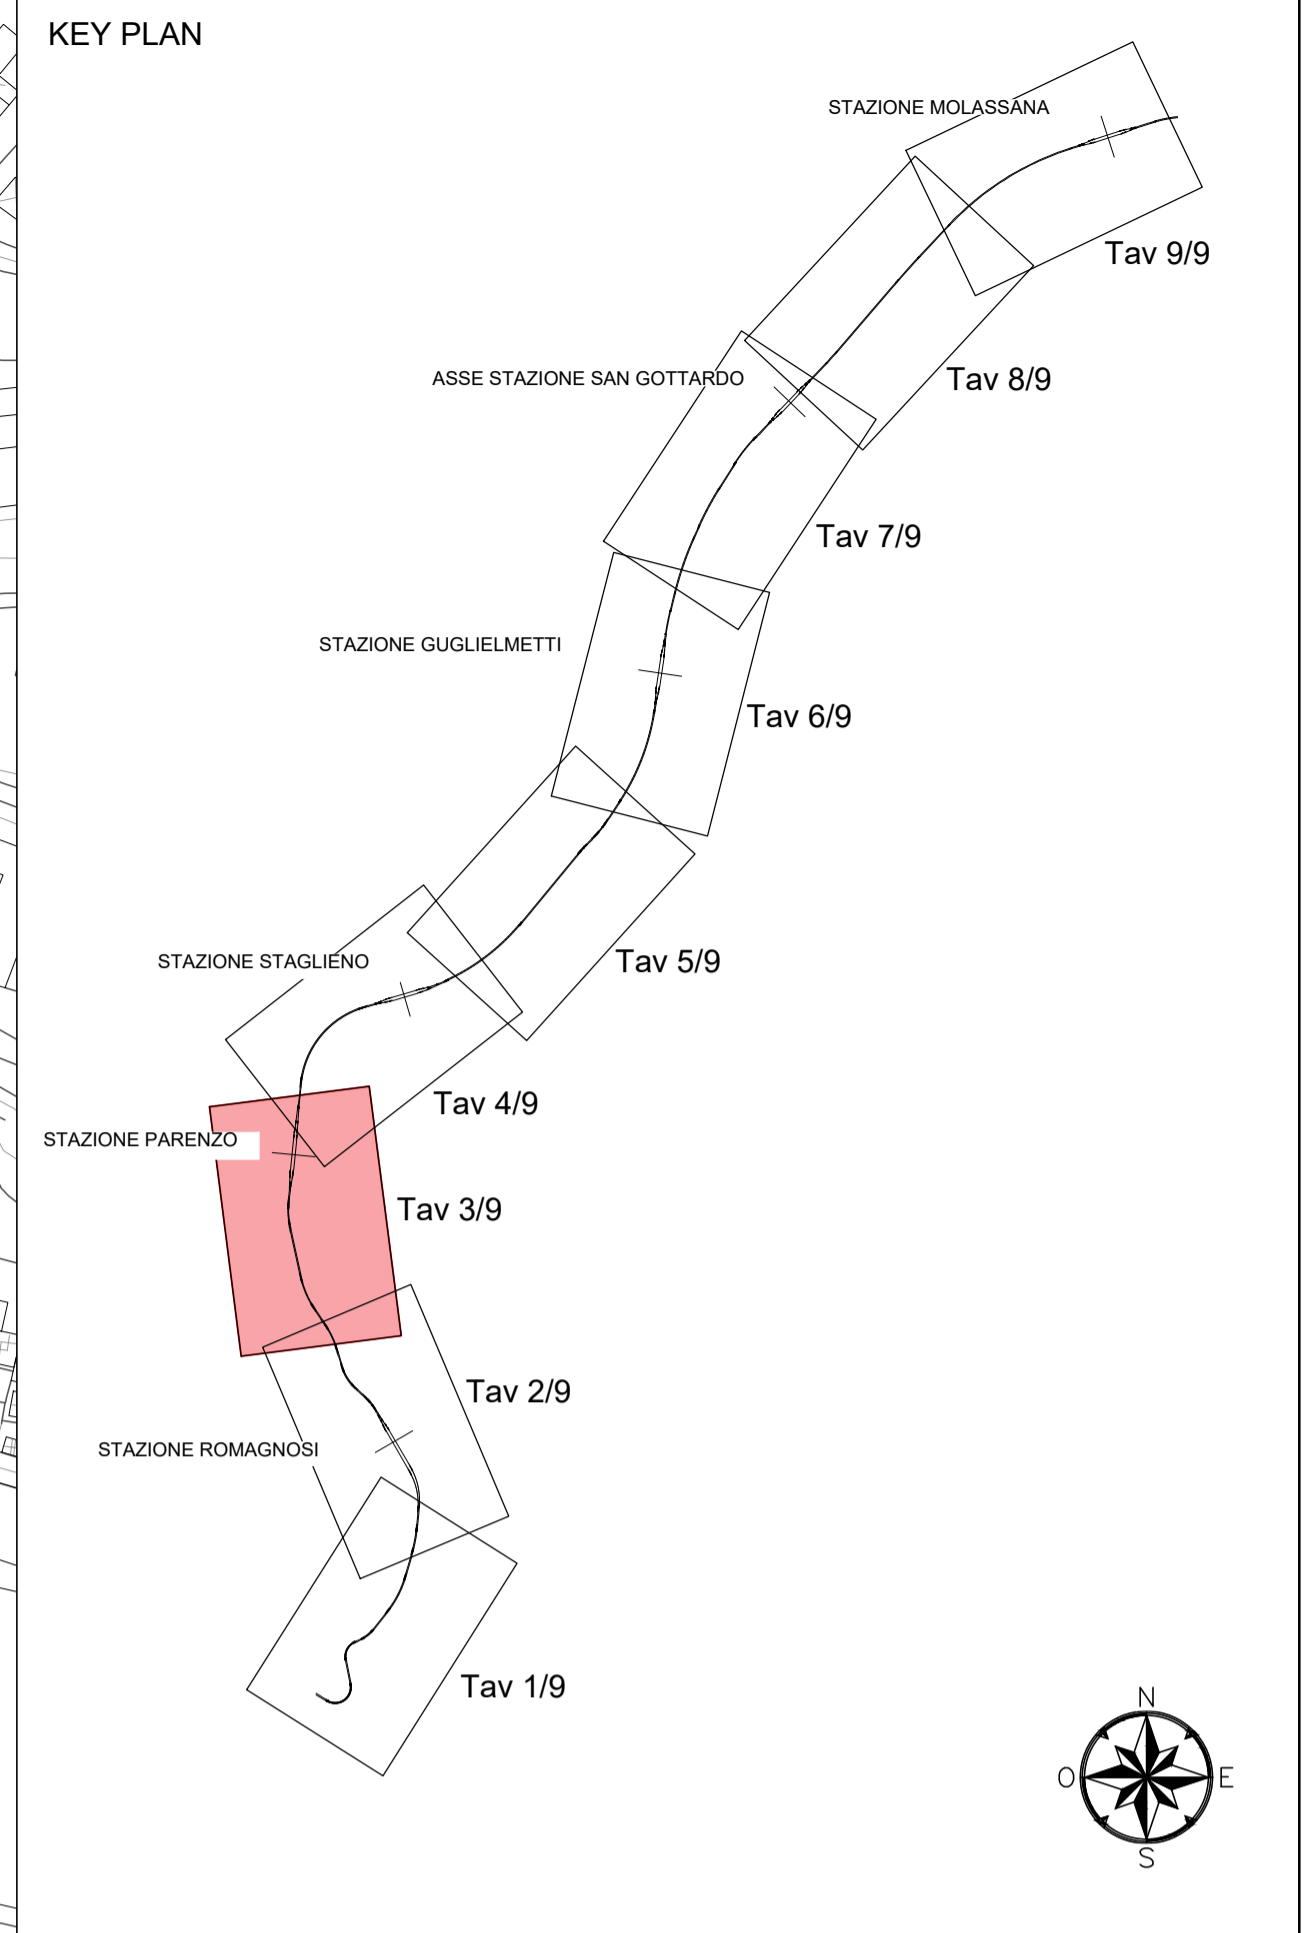 KEY PLAN
STAZIONE MOLASSANA
Tav 9/9
ASSE STAZIONE SAN GOTTARDO
Tav 8/9
Tav 7/9
STAZIONE GUGLIELMETTI
Tav 6/9
STAZIONE STAGLIENO
Tav 5/9
Tav 4/9
STAZIONE PARENZO
Tav 3/9
Tav 2/9
STAZIONE ROMAGNOSI
Tav 1/9
N
O
E
S